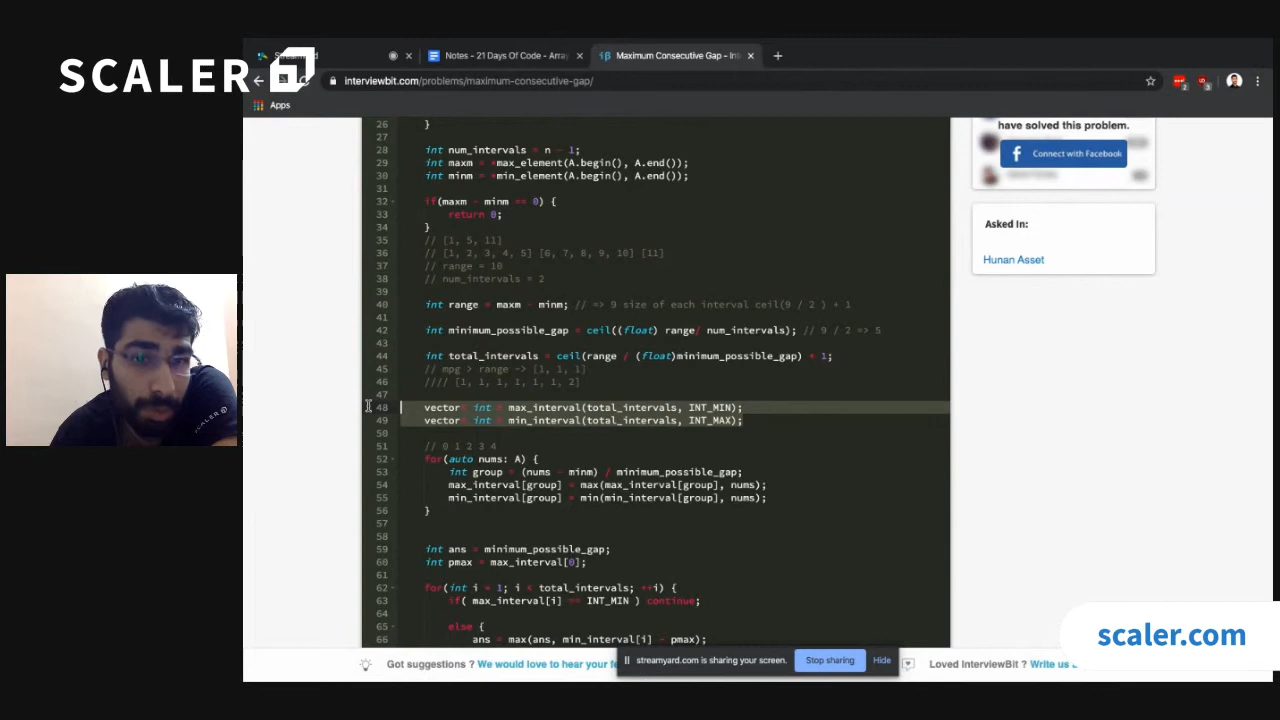 SCALER
Notes - 21 Days Of Code - Array
Maximum Consecutive Gap - Int
interviewbit.com/problems/maximum-consecutive-gap/
2
3
Apps
26 }
27
28 int num_intervals = n - 1;
29 int maxm = *max_element(A.begin(), A.end());
30 int minm = *min_element(A.begin(), A.end());
31
32 if(maxm - minm == 0) {
33 return 0;
34 }
35 // [1, 5, 11]
36 // [1, 2, 3, 4, 5] [6, 7, 8, 9, 10] [11]
37 // range = 10
38 // num_intervals = 2
39
40 int range = maxm - minm; // => 9 size of each interval ceil(9 / 2 ) + 1
41
42 int minimum_possible_gap = ceil((float) range/ num_intervals); // 9 / 2 => 5
43
44 int total_intervals = ceil(range / (float)minimum_possible_gap) + 1;
45 // mpg > range -> [1, 1, 1]
46 //// [1, 1, 1, 1, 1, 1, 2]
47
48 vector< int > max_interval(total_intervals, INT_MIN);
49 vector< int > min_interval(total_intervals, INT_MAX);
50
51 // 0 1 2 3 4
52 for(auto nums: A) {
53 int group = (nums - minm) / minimum_possible_gap;
54 max_interval[group] = max(max_interval[group], nums);
55 min_interval[group] = min(min_interval[group], nums);
56 }
57
58
59 int ans = minimum_possible_gap;
60 int pmax = max_interval[0];
61
62 for(int i = 1; i < total_intervals; ++i) {
63 if( max_interval[i] == INT_MIN ) continue;
64
65 else {
66 ans = max(ans, min_interval[i] - pmax);
have solved this problem.
Connect with Facebook
Asked In:
Hunan Asset
SCALER
scaler.com
Got suggestions ? We would love to hear your fe
streamyard.com is sharing your screen.
Stop sharing
Hide
Loved InterviewBit ? Write us